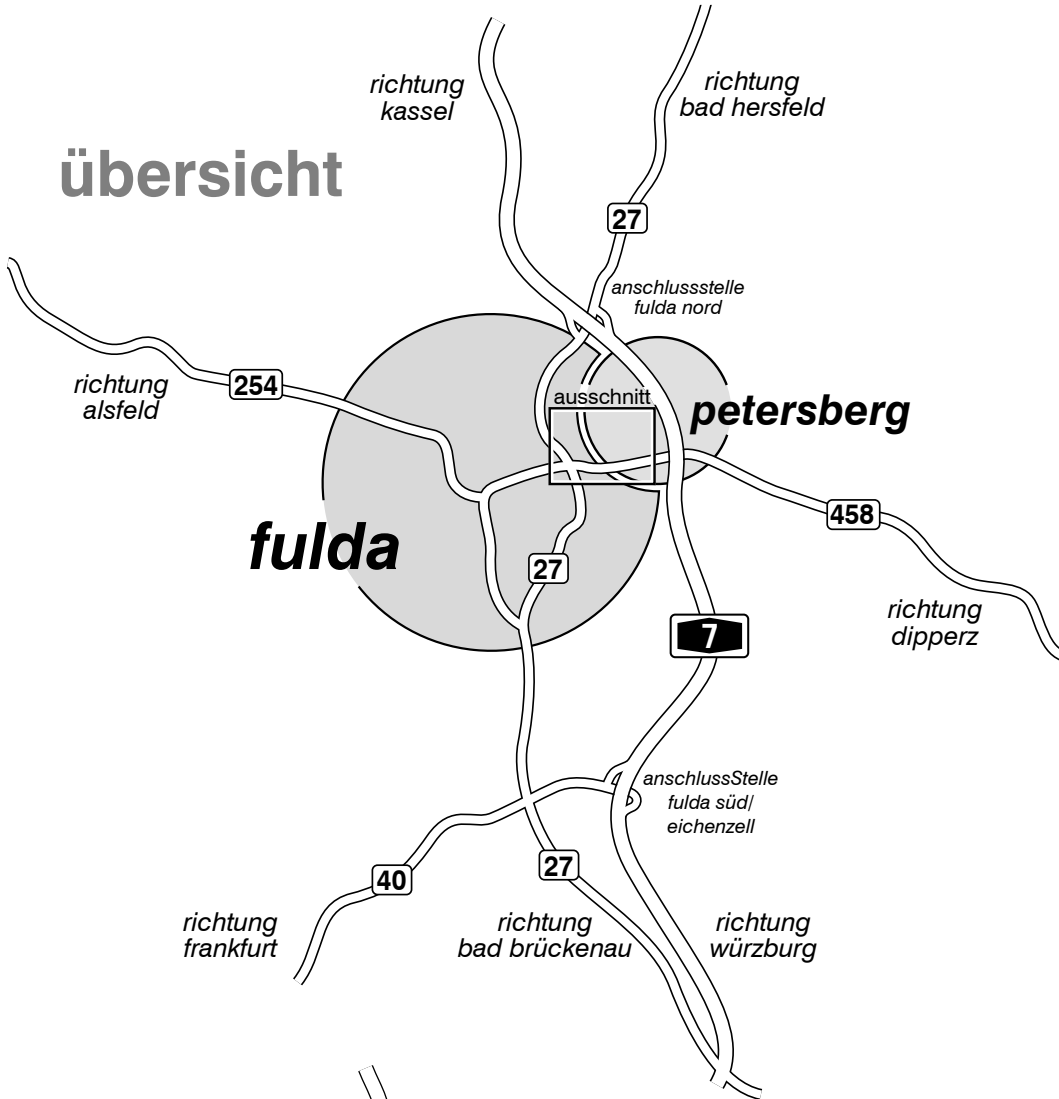 richtung
kassel
richtung
bad hersfeld
übersicht
27
anschlussstelle
fulda nord
richtung
alsfeld
254
ausschnitt
petersberg
458
fulda
27
richtung
dipperz
7
anschlussStelle
fulda süd/
eichenzell
27
40
richtung
frankfurt
richtung
bad brückenau
richtung
würzburg